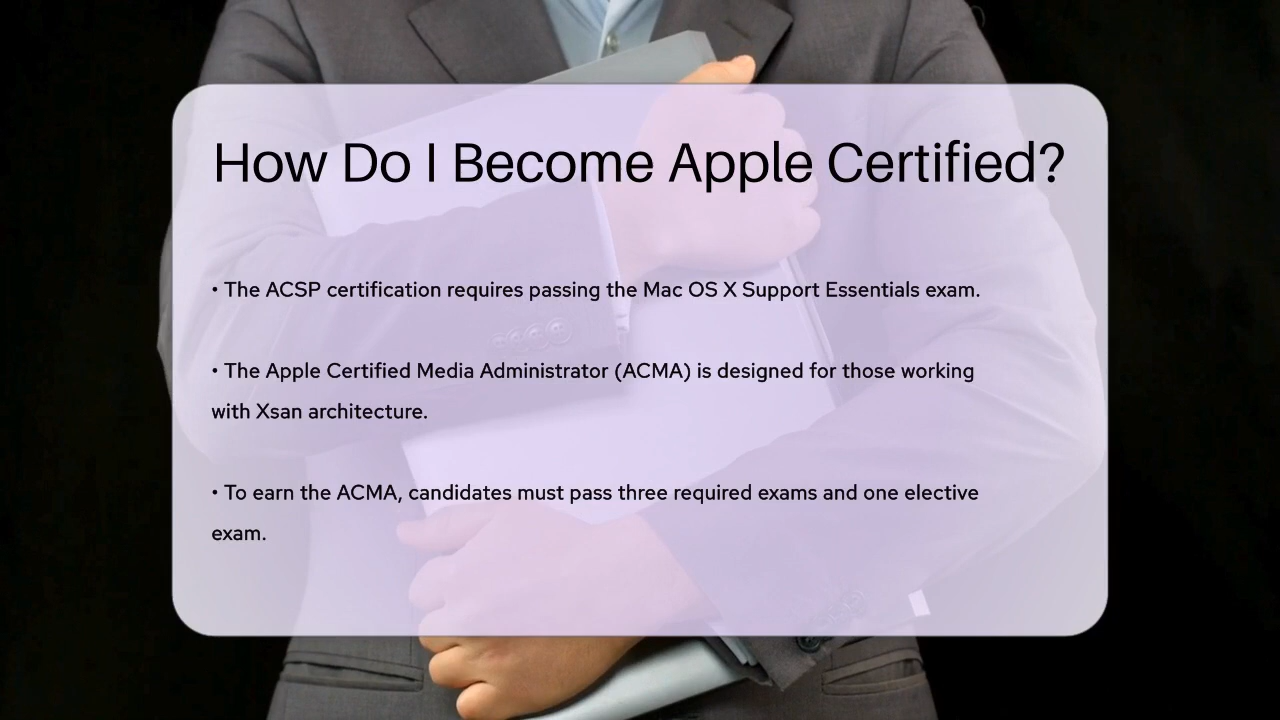 How Do I Become Apple Certified?
• The ACSP certification requires passing the Mac OS X Support Essentials exam.
• The Apple Certified Media Administrator (ACMA) is designed for those working
with Xsan architecture.
• To earn the ACMA, candidates must pass three required exams and one elective
exam.